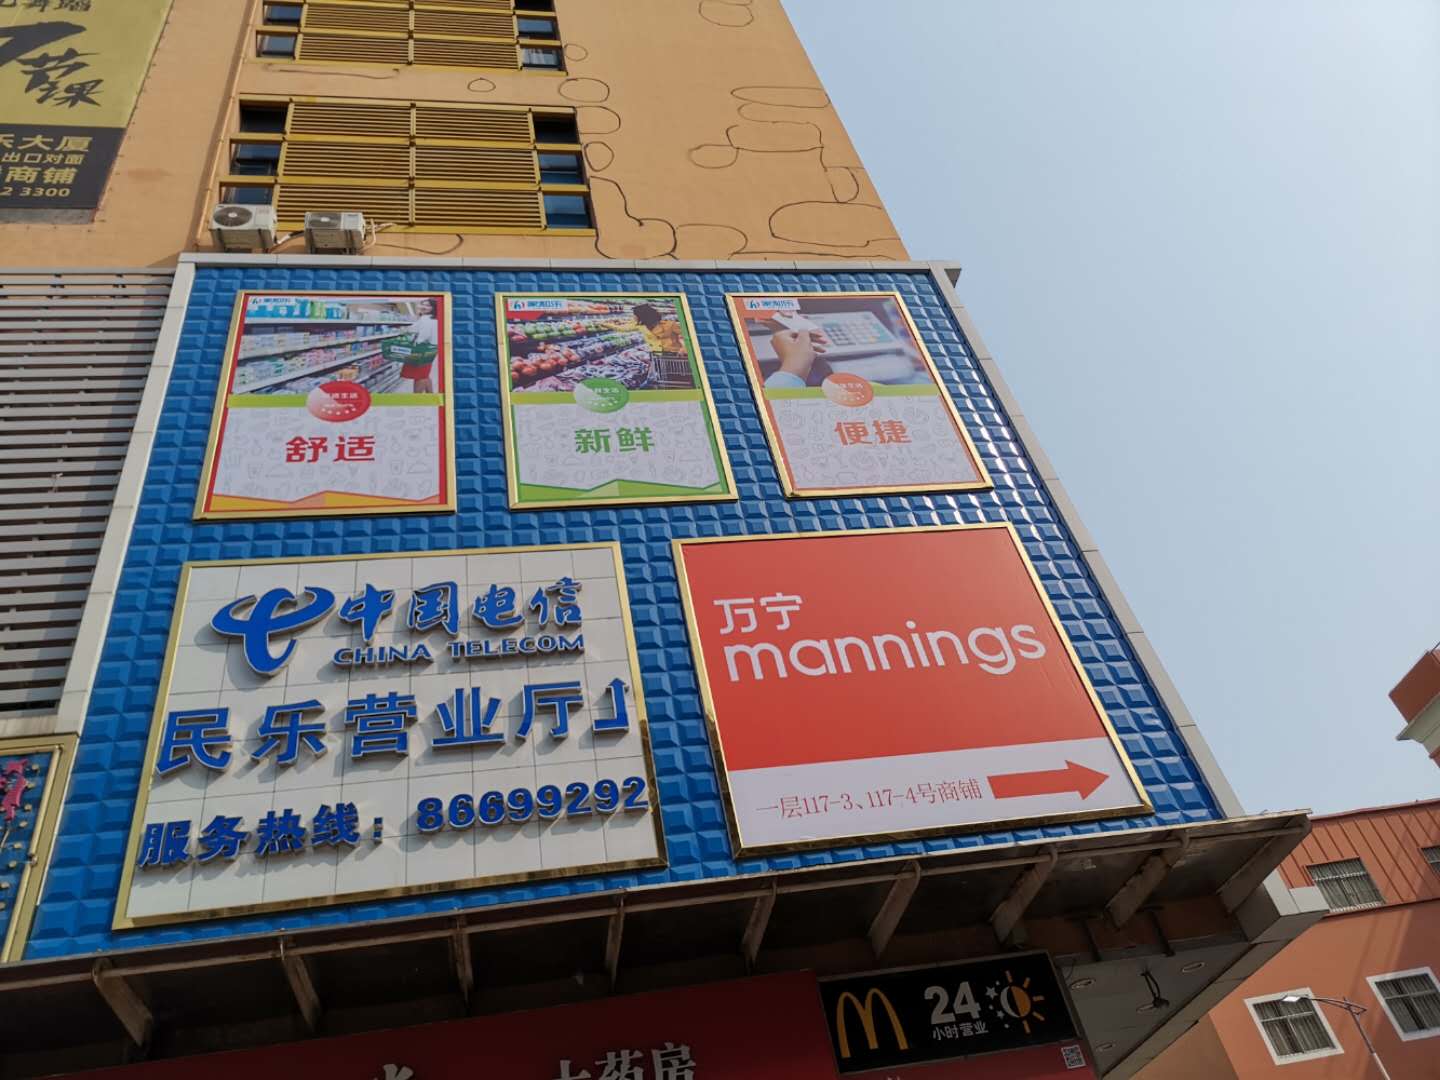 7节课
乐大厦
出口对面
商铺
2 3300
家和乐
舒适
家和乐
新鲜
家和乐
便捷
中国电信
CHINA TELECOM
民乐营业厅
服务热线：86699292
万宁
mannings
一层117-3、117-4号商铺
24
小时营业
大药房